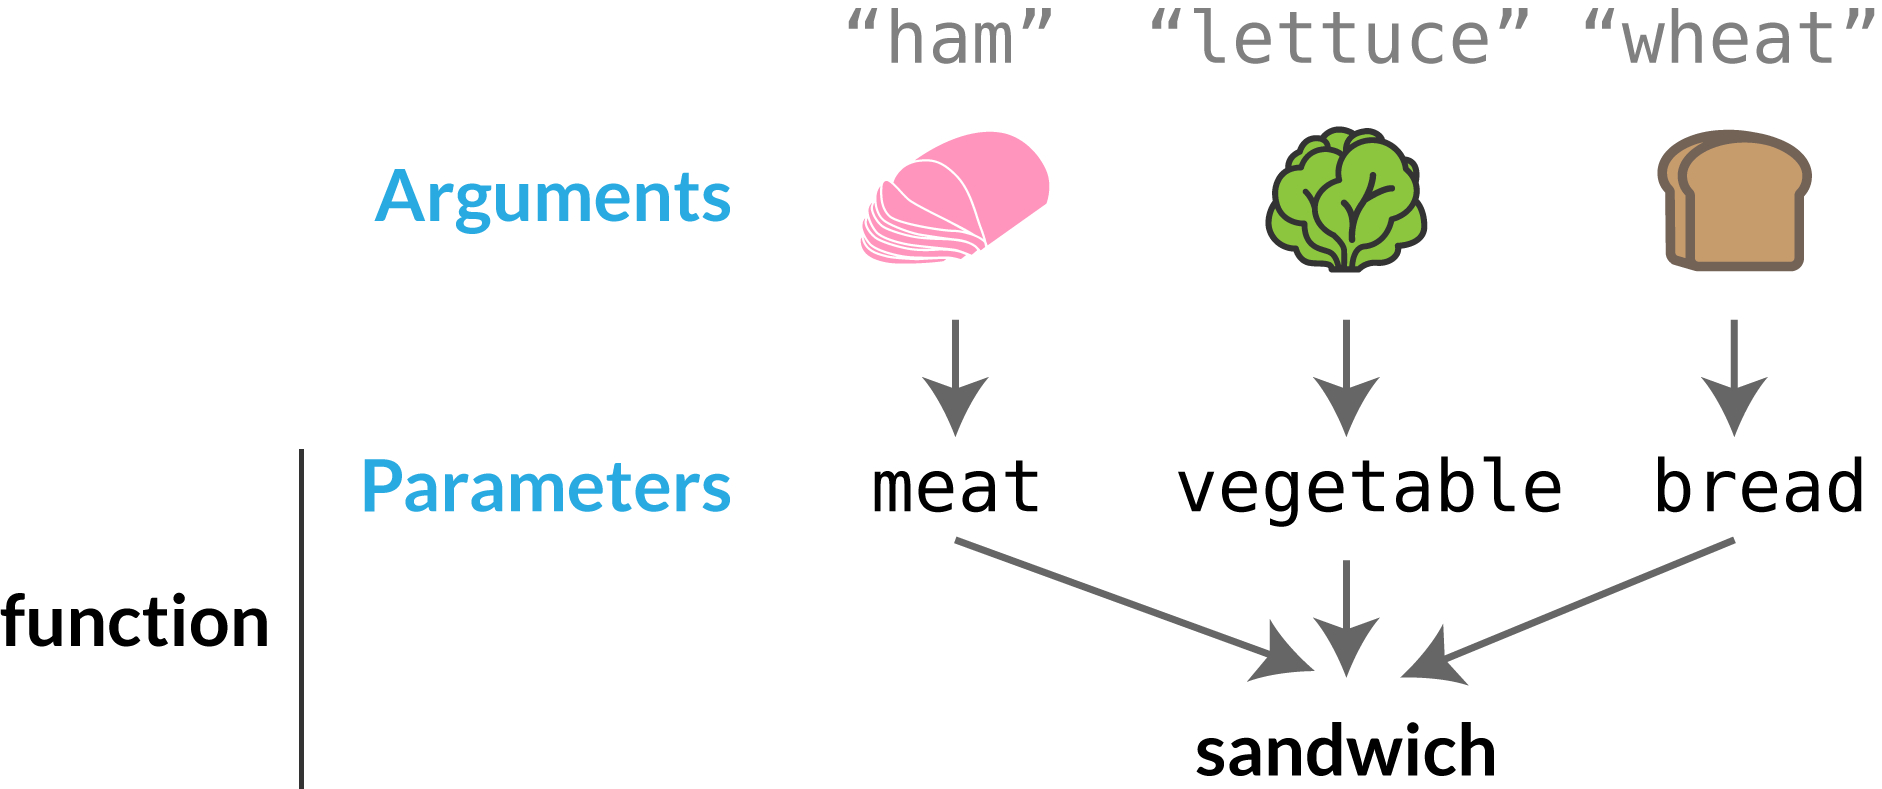 “ham” “lettuce” “wheat”
Arguments
Parameters meat vegetable bread
function
sandwich